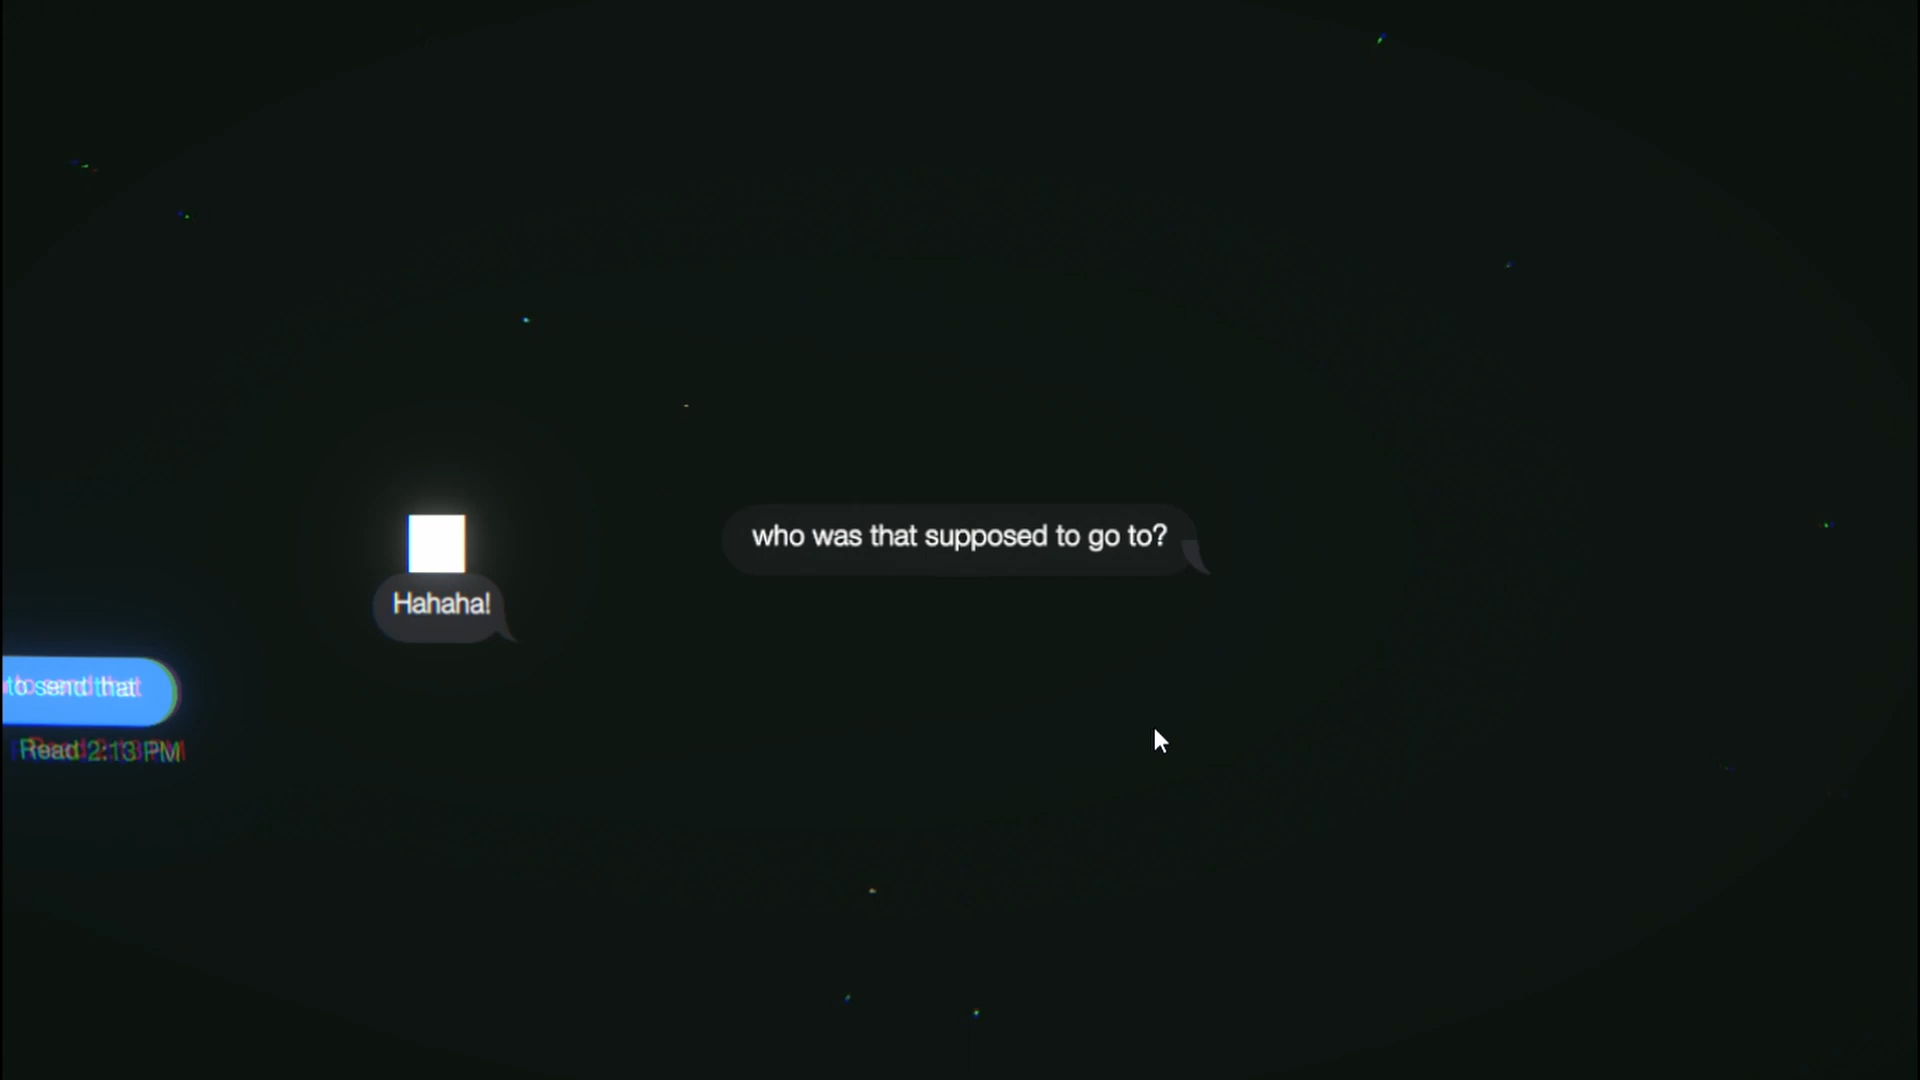 who was that supposed to go to?
Hahaha!
to send that
Read 2:13 PM